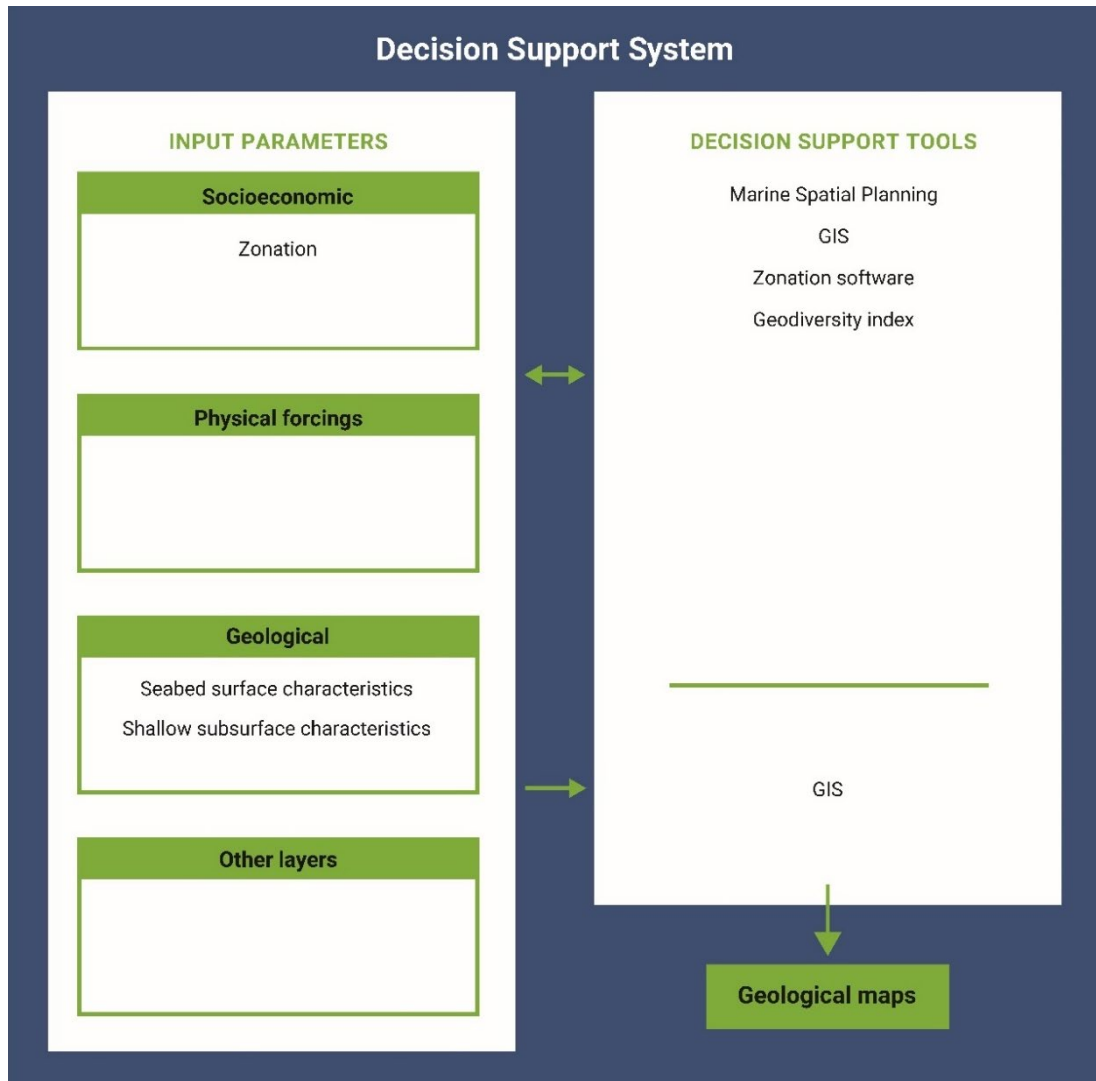 Decision Support System
INPUT PARAMETERS
Socioeconomic
Zonation
Physical forcings
Geological
Seabed surface characteristics
Shallow subsurface characteristics
Other layers
DECISION SUPPORT TOOLS
Marine Spatial Planning
GIS
Zonation software
Geodiversity index
GIS
Geological maps